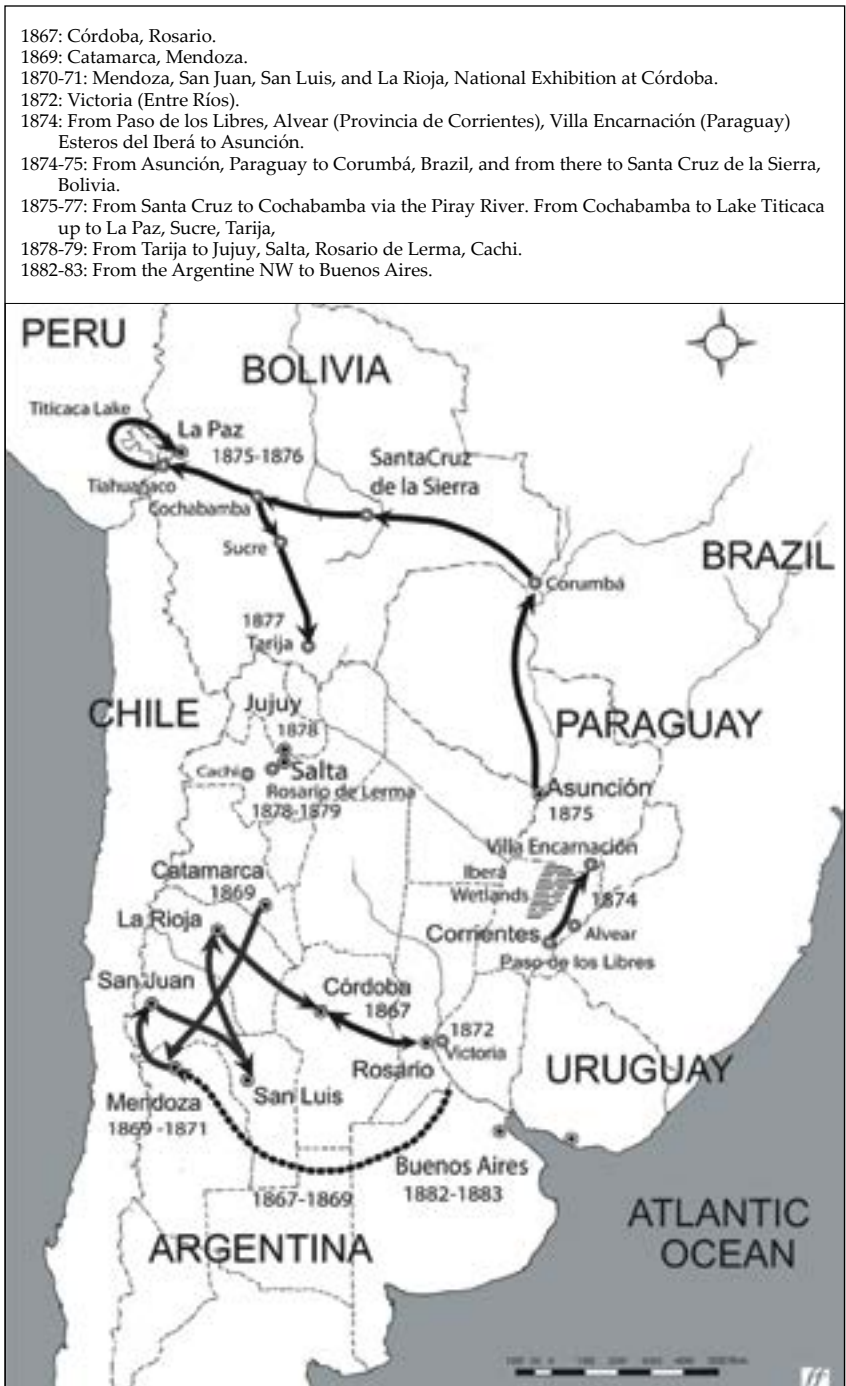 1867: Córdoba, Rosario.
1869: Catamarca, Mendoza.
1870-71: Mendoza, San Juan, San Luis, and La Rioja, National Exhibition at Córdoba.
1872: Victoria (Entre Ríos).
1874: From Paso de los Libres, Alvear (Provincia de Corrientes), Villa Encarnación (Paraguay)
Esteros del Iberá to Asunción.
1874-75: From Asunción, Paraguay to Corumbá, Brazil, and from there to Santa Cruz de la Sierra,
Bolivia.
1875-77: From Santa Cruz to Cochabamba via the Piray River. From Cochabamba to Lake Titicaca
up to La Paz, Sucre, Tarija,
1878-79: From Tarija to Jujuy, Salta, Rosario de Lerma, Cachi.
1882-83: From the Argentine NW to Buenos Aires.
PERU
BOLIVIA
Titicaca Lake
La Paz
1875-1876
SantaCruz
de la Sierra
Tiahuanaco
Cochabamba
Sucre
BRAZIL
Corumbá
1877
Tarija
CHILE
Jujuy
1878
PARAGUAY
Cachi
Salta
Rosario de Lerma
1878-1879
Asunción
1875
Villa Encarnación
Catamarca
1869
Iberá
Wetlands
1874
La Rioja
Corrientes
Alvear
Paso de los Libres
San Juan
Córdoba
1867
1872
Victoria
Rosario
URUGUAY
Mendoza
1869 -1871
San Luis
Buenos Aires
1882-1883
1867-1869
ATLANTIC
OCEAN
ARGENTINA